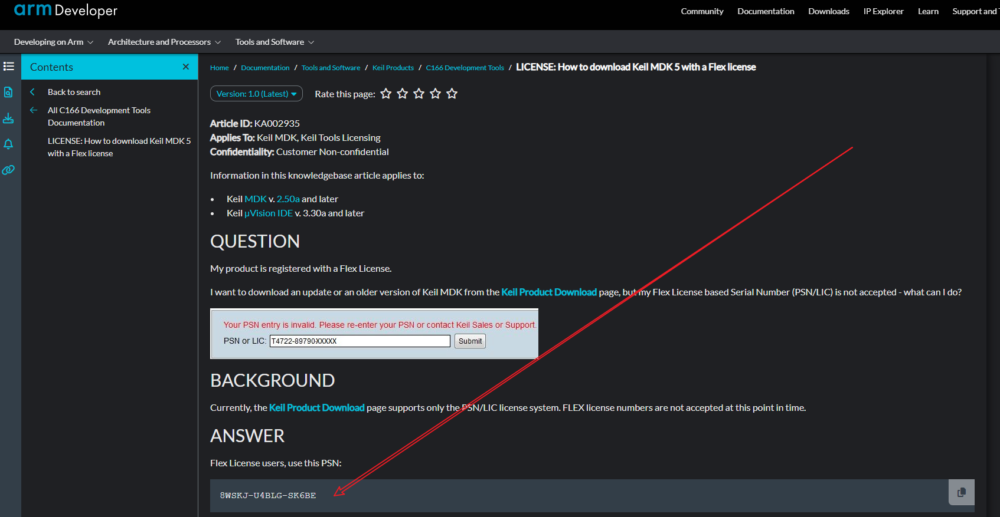 arm Developer
Community Documentation Downloads IP Explorer Learn Support and
Developing on Arm Architecture and Processors Tools and Software
Contents
Back to search
All C166 Development Tools
Documentation
LICENSE: How to download Keil MDK 5
with a Flex license
Home / Documentation / Tools and Software / Keil Products / C166 Development Tools / LICENSE: How to download Keil MDK 5 with a Flex license
Version: 1.0 (Latest) Rate this page:
Article ID: KA002935
Applies To: Keil MDK, Keil Tools Licensing
Confidentiality: Customer Non-confidential
Information in this knowledgebase article applies to:
• Keil MDK v. 2.50a and later
• Keil µVision IDE v. 3.30a and later
QUESTION
My product is registered with a Flex License.
I want to download an update or an older version of Keil MDK from the Keil Product Download page, but my Flex License based Serial Number (PSN/LIC) is not accepted - what can I do?
Your PSN entry is invalid. Please re-enter your PSN or contact Keil Sales or Support.
PSN or LIC: T4722-89790-XXXXX Submit
BACKGROUND
Currently, the Keil Product Download page supports only the PSN/LIC license system. FLEX license numbers are not accepted at this point in time.
ANSWER
Flex License users, use this PSN:
8WSKJ-U4BLG-SK6BE